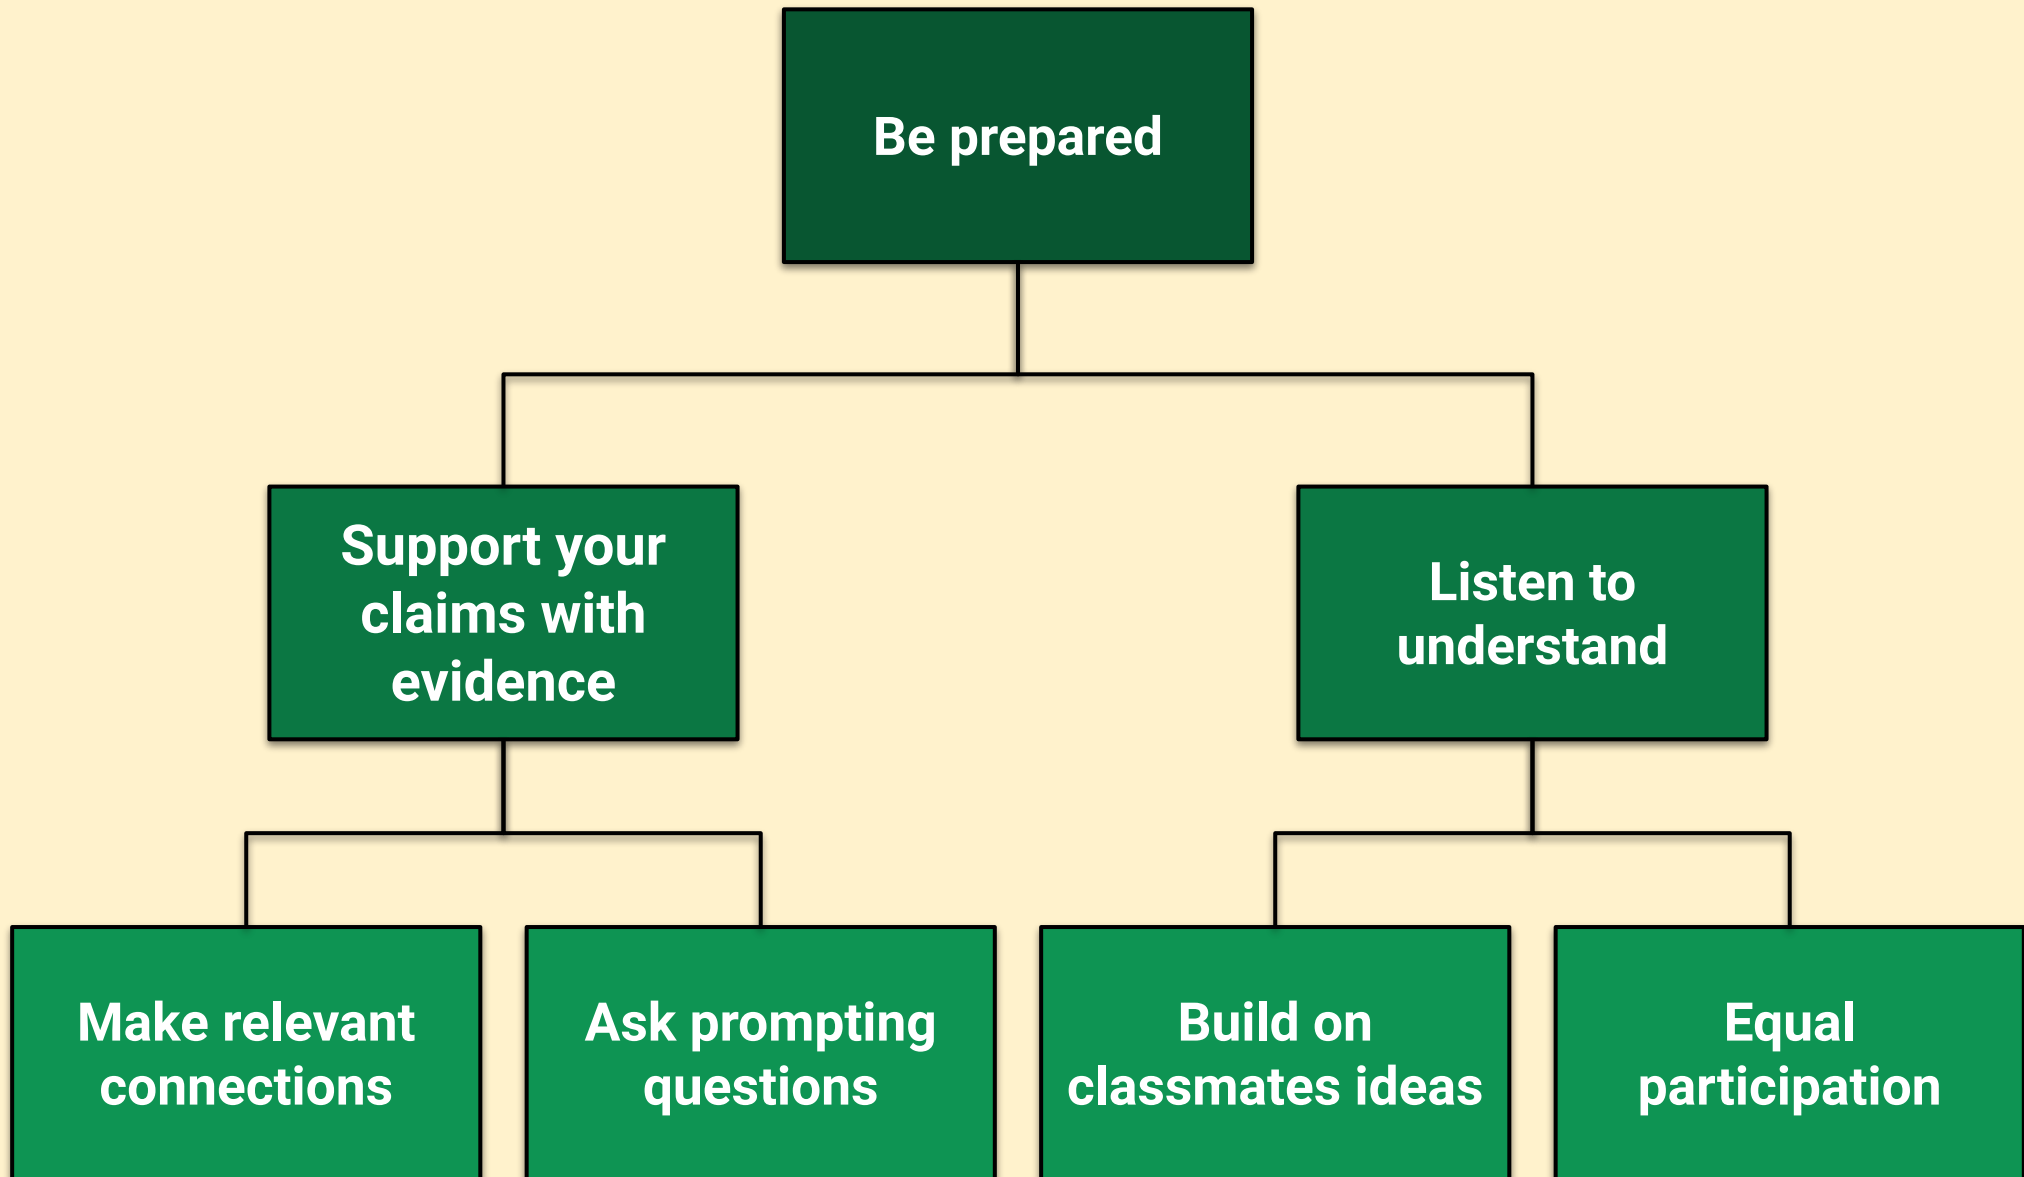 Be prepared
Support your
claims with
evidence
Listen to
understand
Make relevant
connections
Ask prompting
questions
Build on
classmates ideas
Equal
participation